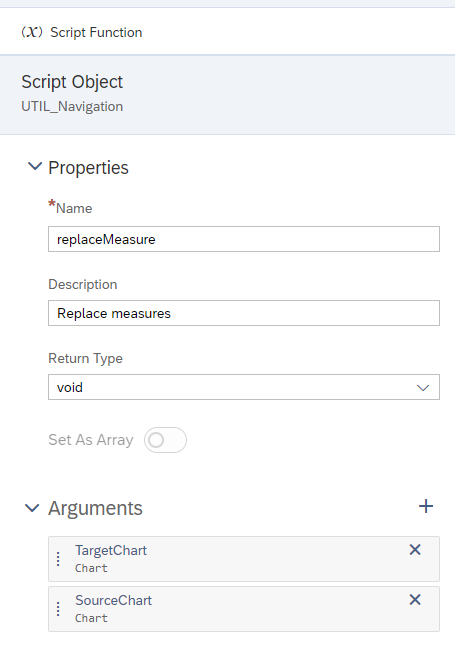 (X) Script Function
Script Object
UTIL_Navigation
Properties
*Name
replaceMeasure
Description
Replace measures
Return Type
void
Set As Array
Arguments
TargetChart
Chart
SourceChart
Chart